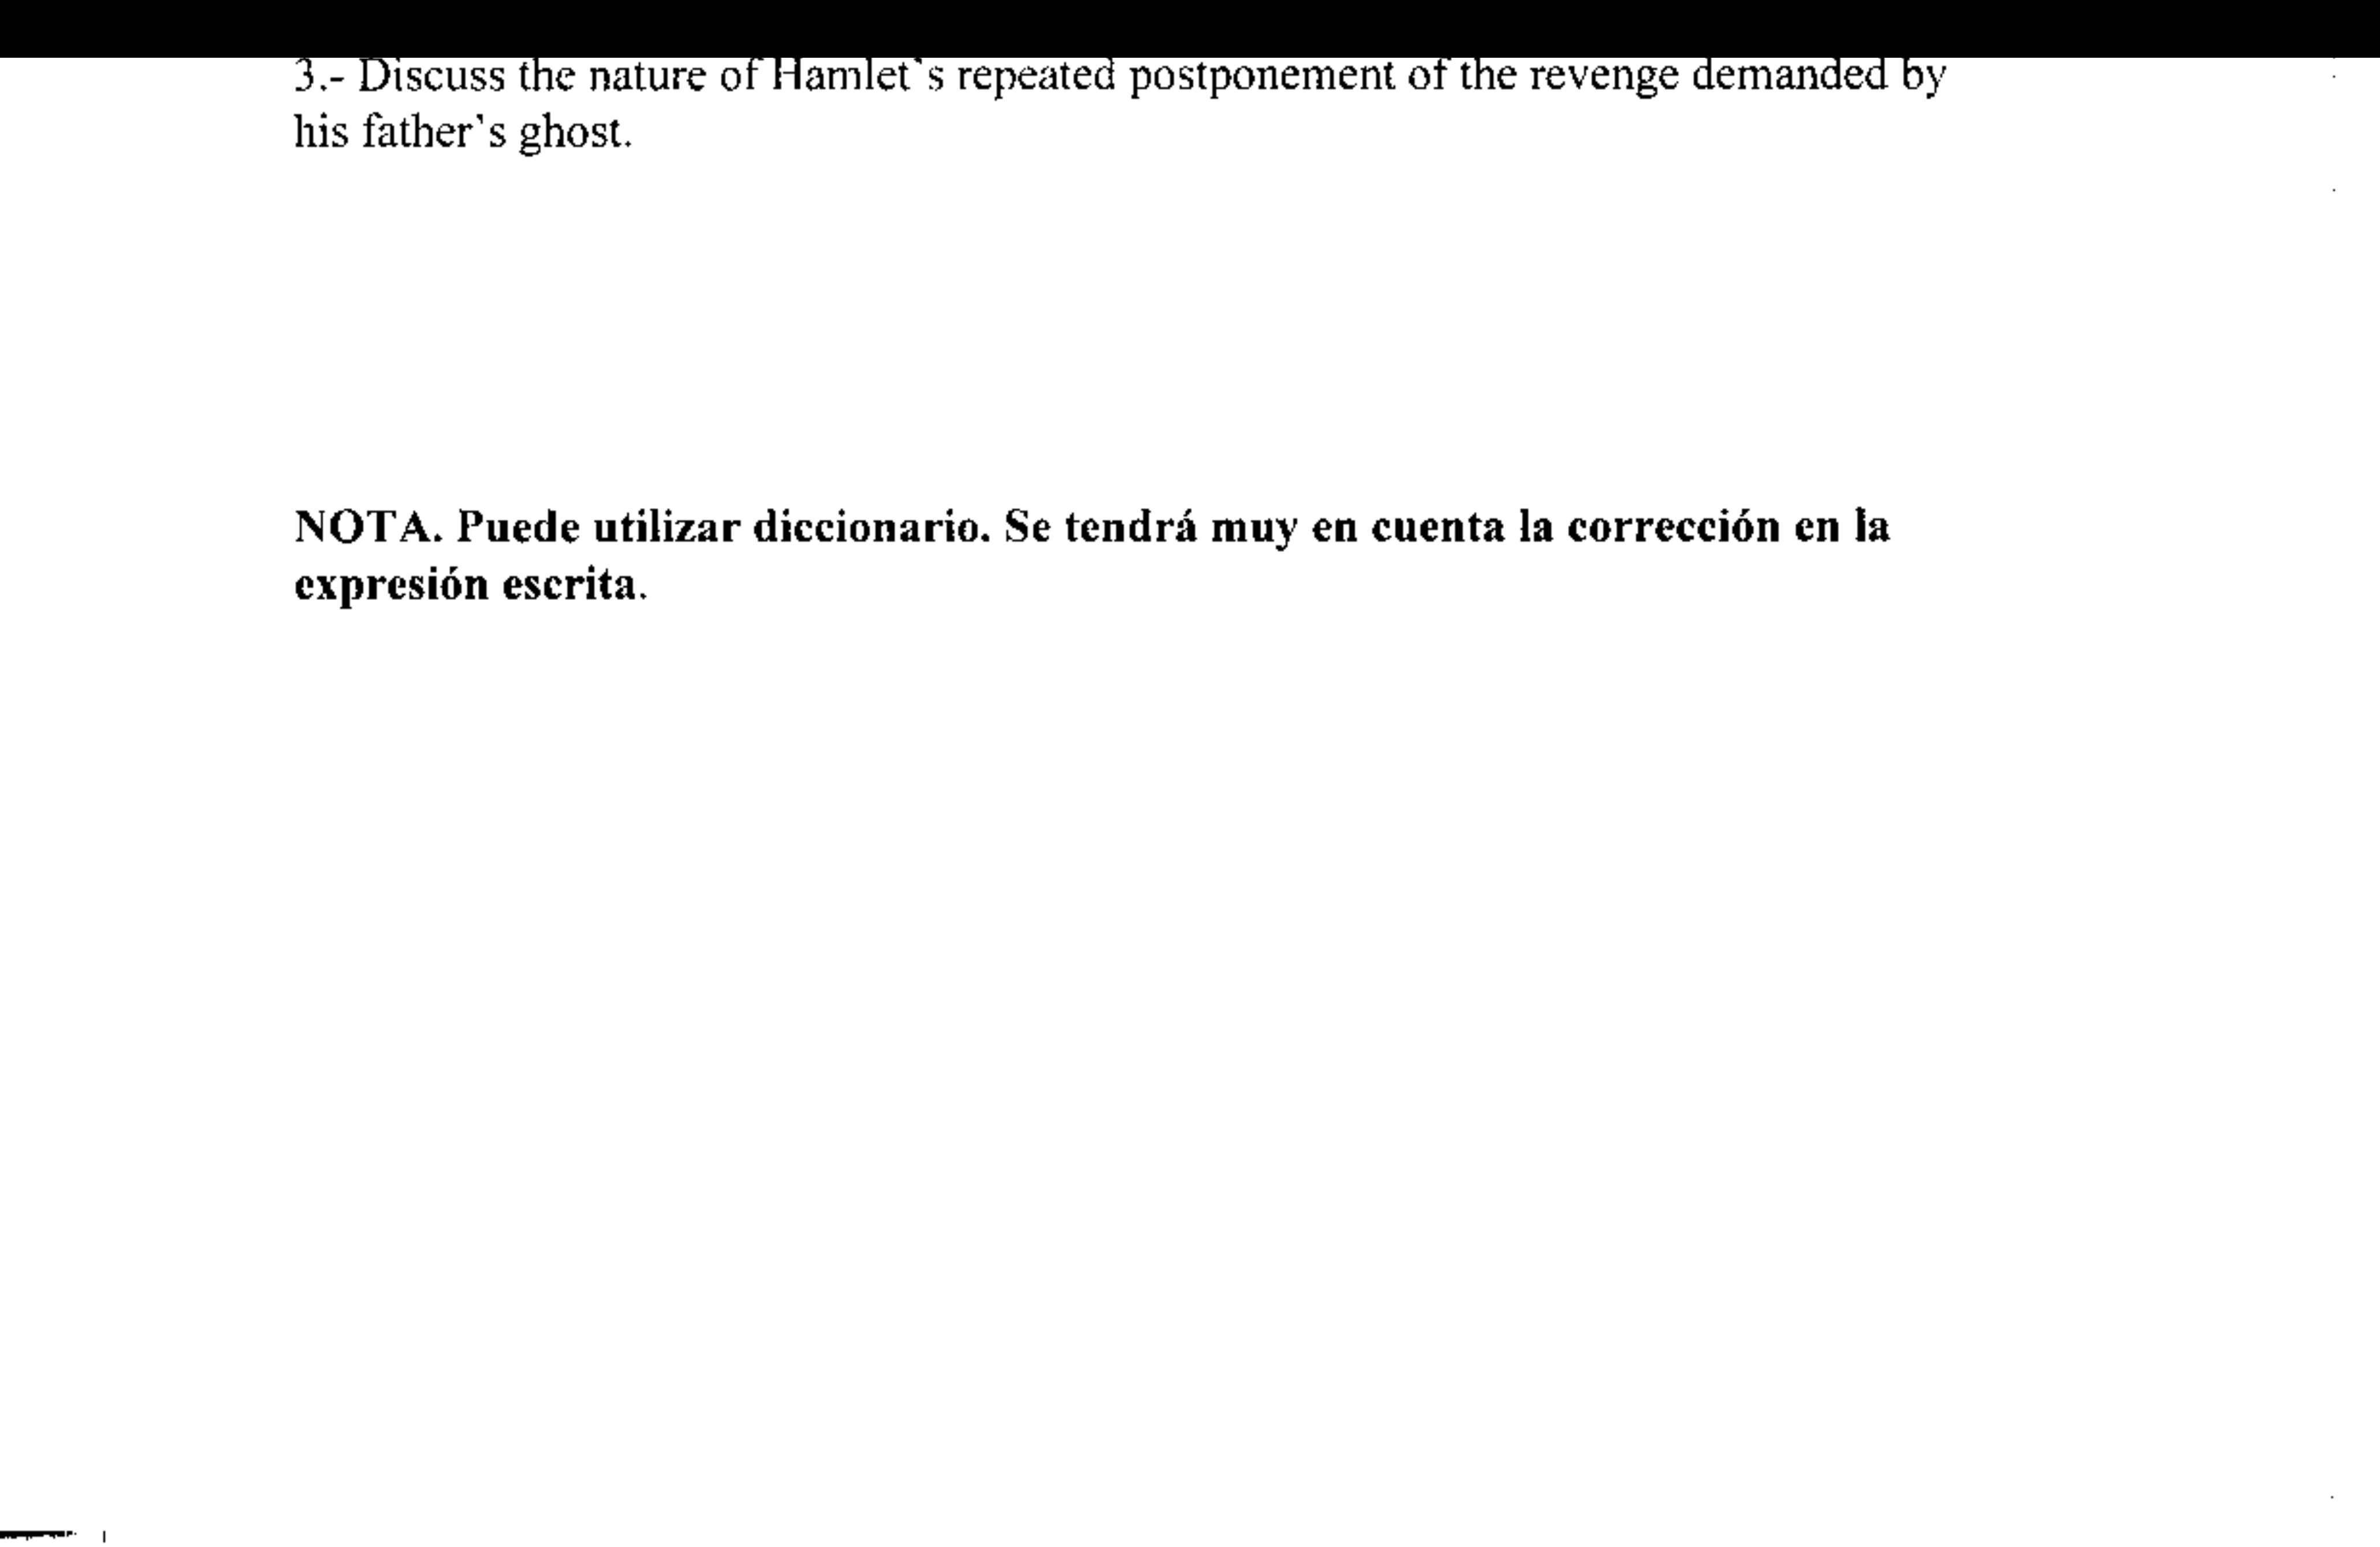 3.- Discuss the nature of Hamlet`s repeated postponement of the revenge demanded by
his father`s ghost.
NOTA. Puede utilizar diccionario. Se tendrá muy en cuenta la corrección en la
expresión escrita.